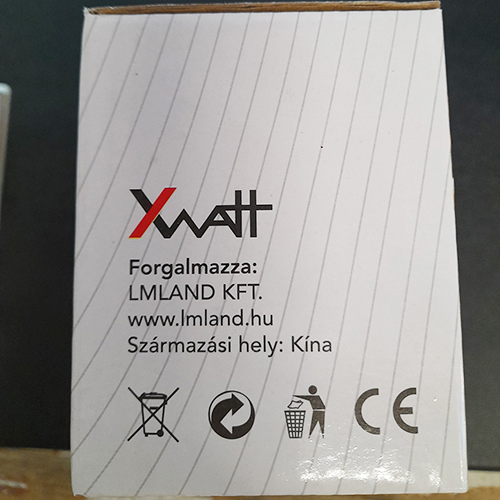 Xwatt
Forgalmazza:
LMLAND KFT.
www.lmland.hu
Származási hely: Kína
CE